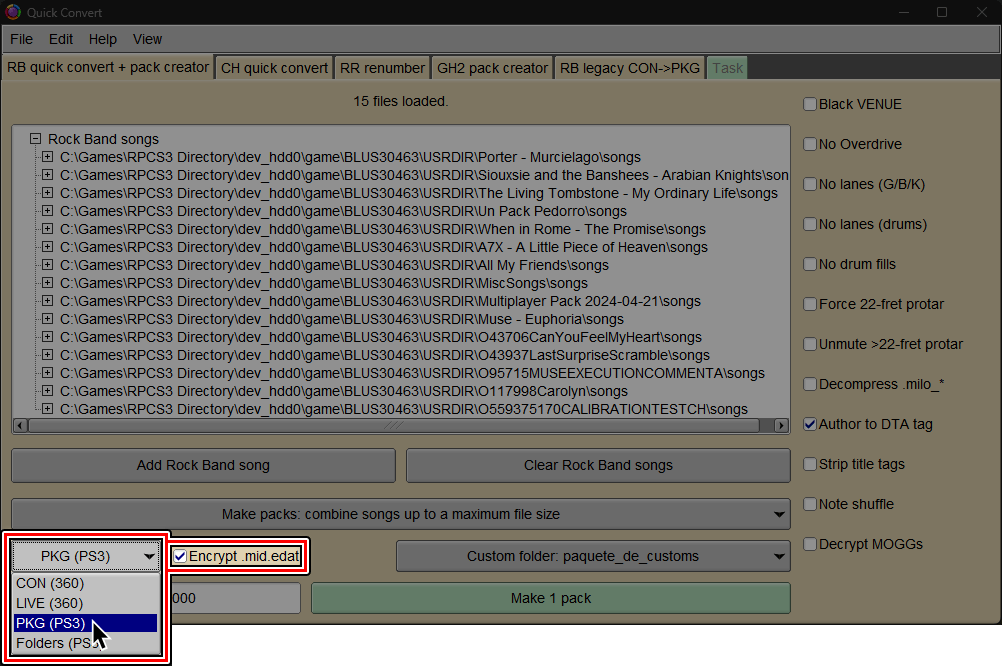 Quick Convert
File Edit Help View
RB quick convert + pack creator CH quick convert RR renumber GH2 pack creator RB legacy CON->PKG Task
15 files loaded.
Rock Band songs
C:\Games\RPCS3 Directory\dev_hdd0\game\BLUS30463\USRDIR\Porter - Murcielago\songs
C:\Games\RPCS3 Directory\dev_hdd0\game\BLUS30463\USRDIR\Siouxsie and the Banshees - Arabian Knights\son
C:\Games\RPCS3 Directory\dev_hdd0\game\BLUS30463\USRDIR\The Living Tombstone - My Ordinary Life\songs
C:\Games\RPCS3 Directory\dev_hdd0\game\BLUS30463\USRDIR\Un Pack Pedorro\songs
C:\Games\RPCS3 Directory\dev_hdd0\game\BLUS30463\USRDIR\When in Rome - The Promise\songs
C:\Games\RPCS3 Directory\dev_hdd0\game\BLUS30463\USRDIR\A7X - A Little Piece of Heaven\songs
C:\Games\RPCS3 Directory\dev_hdd0\game\BLUS30463\USRDIR\All My Friends\songs
C:\Games\RPCS3 Directory\dev_hdd0\game\BLUS30463\USRDIR\MiscSongs\songs
C:\Games\RPCS3 Directory\dev_hdd0\game\BLUS30463\USRDIR\Multiplayer Pack 2024-04-21\songs
C:\Games\RPCS3 Directory\dev_hdd0\game\BLUS30463\USRDIR\Muse - Euphoria\songs
C:\Games\RPCS3 Directory\dev_hdd0\game\BLUS30463\USRDIR\O43706CanYouFeelMyHeart\songs
C:\Games\RPCS3 Directory\dev_hdd0\game\BLUS30463\USRDIR\O43937LastSurpriseScramble\songs
C:\Games\RPCS3 Directory\dev_hdd0\game\BLUS30463\USRDIR\O95715MUSEEXECUTIONCOMMENTA\songs
C:\Games\RPCS3 Directory\dev_hdd0\game\BLUS30463\USRDIR\O117998Carolyn\songs
C:\Games\RPCS3 Directory\dev_hdd0\game\BLUS30463\USRDIR\O559375170CALIBRATIONTESTCH\songs
Add Rock Band song Clear Rock Band songs
Make packs: combine songs up to a maximum file size
PKG (PS3) Encrypt .mid.edat Custom folder: paquete_de_customs
CON (360)
LIVE (360)
PKG (PS3)
Folders (PS3
000 Make 1 pack
Black VENUE
No Overdrive
No lanes (G/B/K)
No lanes (drums)
No drum fills
Force 22-fret protar
Unmute >22-fret protar
Decompress .milo_*
Author to DTA tag
Strip title tags
Note shuffle
Decrypt MOGGs